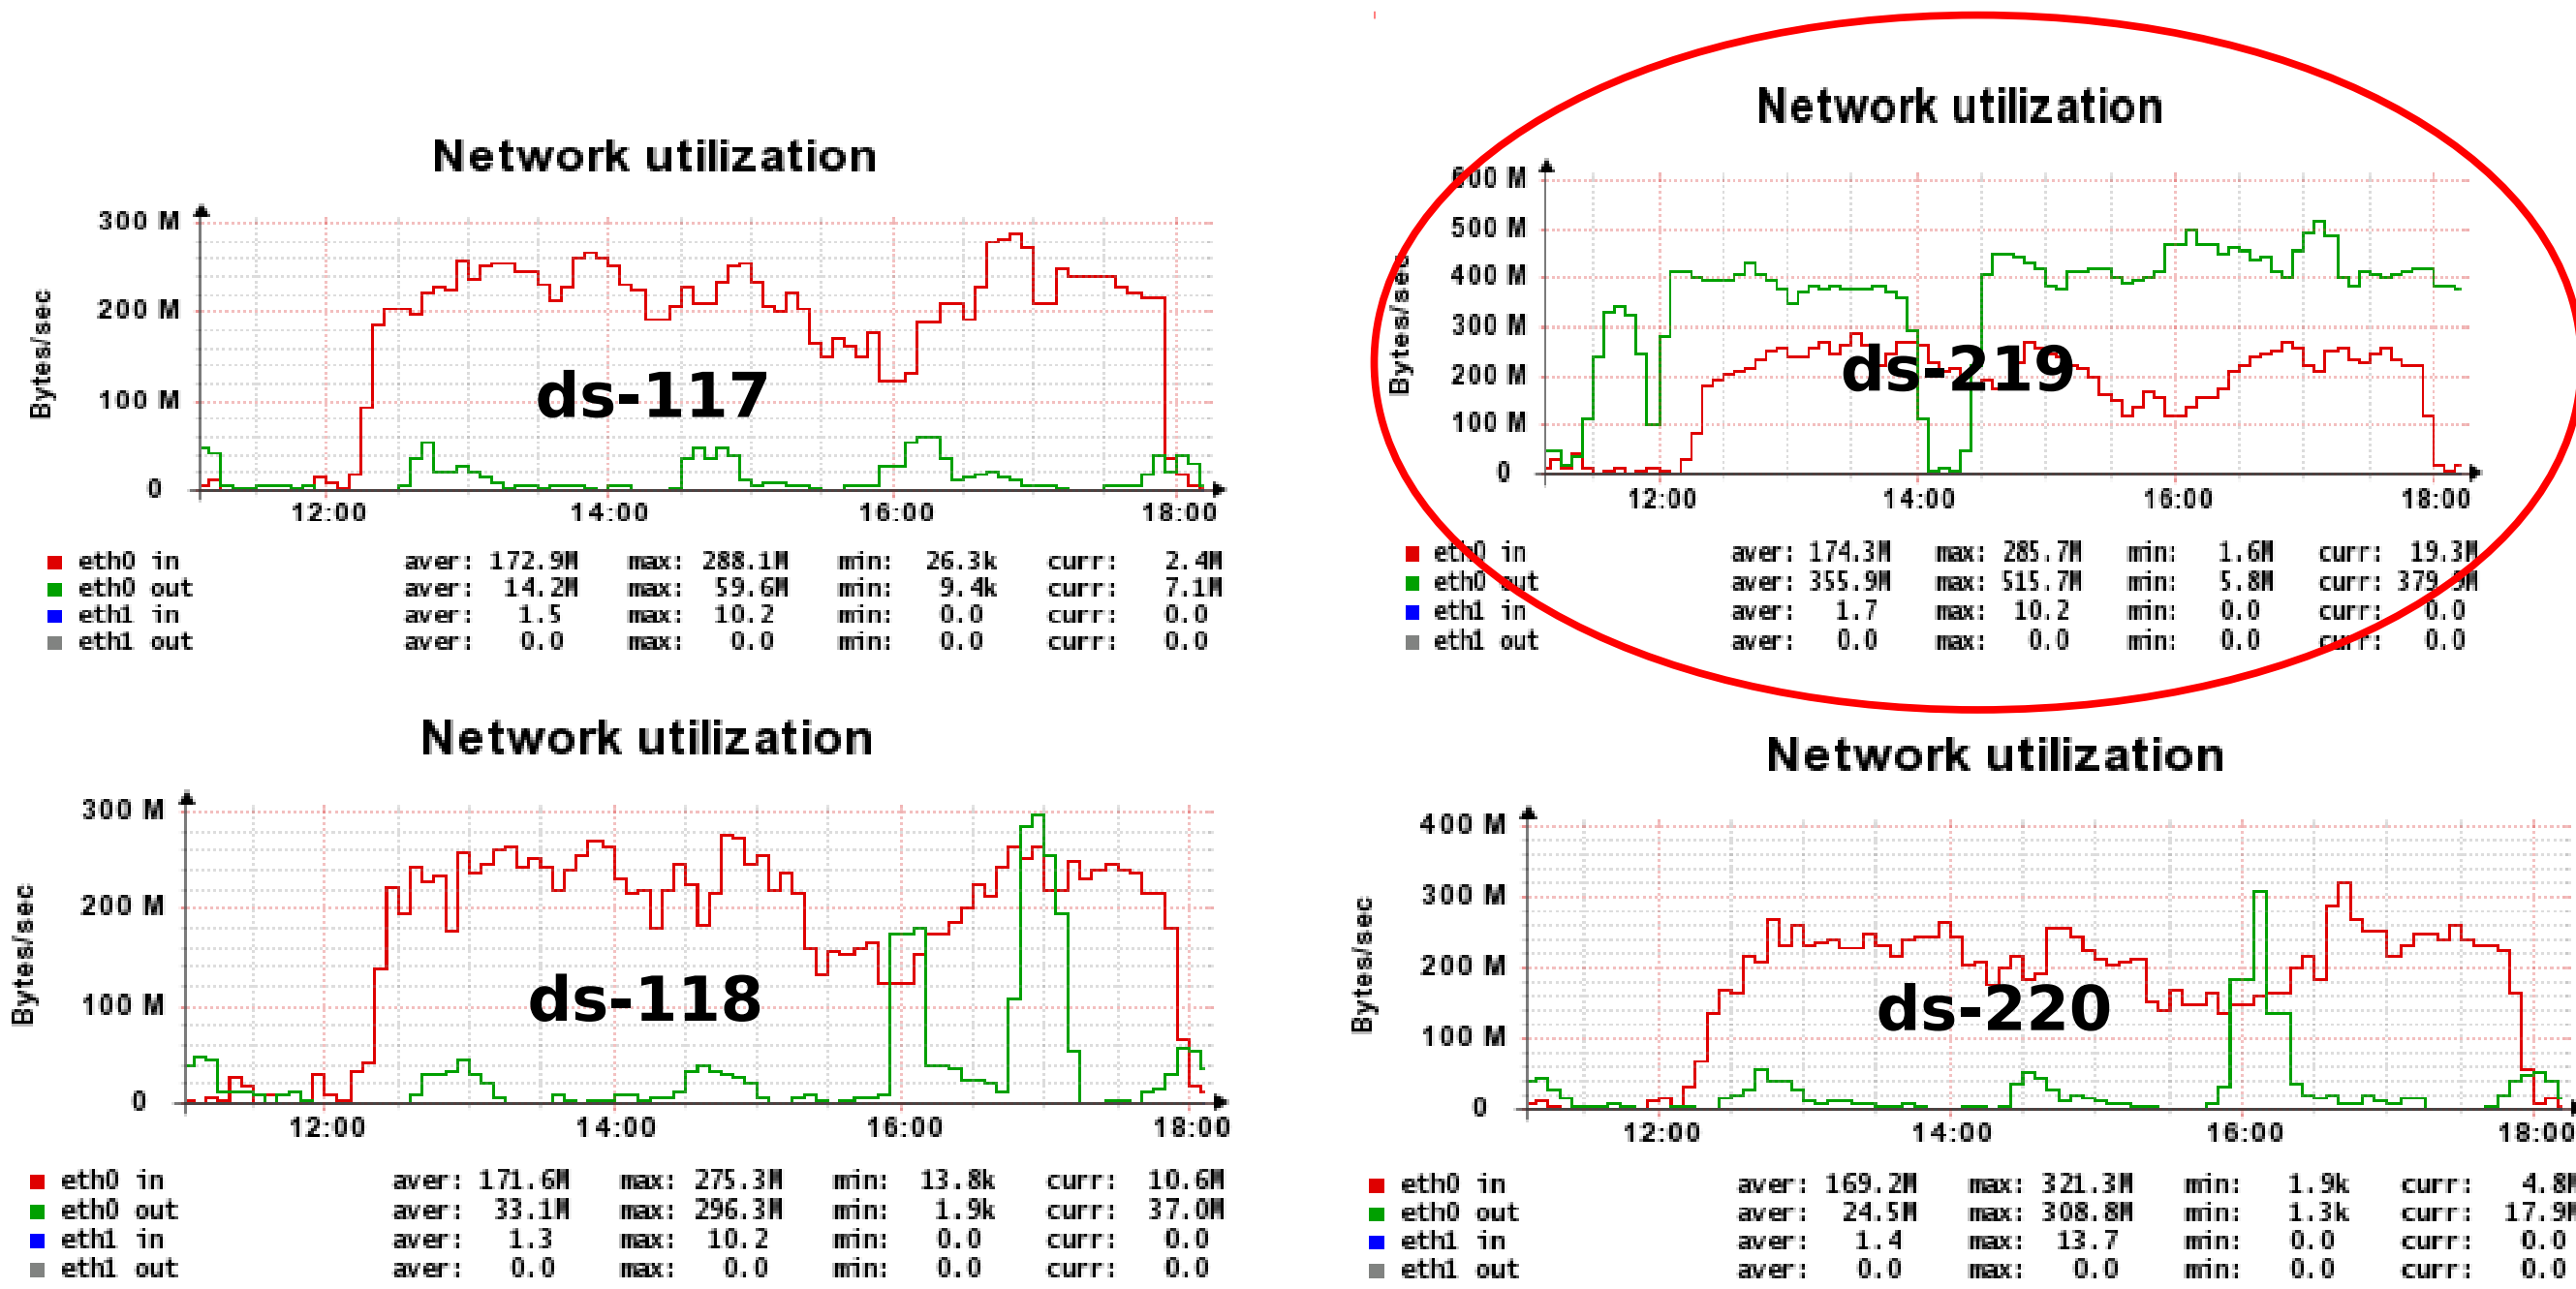 Network utilization
300 M
200 M
100 M
0
Bytes/sec
ds-117
12:00 14:00 16:00 18:00
eth0 in aver: 172.9M max: 288.1M min: 26.3k curr: 2.4M
eth0 out aver: 14.2M max: 59.6M min: 9.4k curr: 7.1M
eth1 in aver: 1.5 max: 10.2 min: 0.0 curr: 0.0
eth1 out aver: 0.0 max: 0.0 min: 0.0 curr: 0.0
Network utilization
600 M
500 M
400 M
300 M
200 M
100 M
0
Bytes/sec
ds-219
12:00 14:00 16:00 18:00
eth0 in aver: 174.3M max: 285.7M min: 1.6M curr: 19.3M
eth0 out aver: 355.9M max: 515.7M min: 5.8M curr: 379.9M
eth1 in aver: 1.7 max: 10.2 min: 0.0 curr: 0.0
eth1 out aver: 0.0 max: 0.0 min: 0.0 curr: 0.0
Network utilization
300 M
200 M
100 M
0
Bytes/sec
ds-118
12:00 14:00 16:00 18:00
eth0 in aver: 171.6M max: 275.3M min: 13.8k curr: 10.6M
eth0 out aver: 33.1M max: 296.3M min: 1.9k curr: 37.0M
eth1 in aver: 1.3 max: 10.2 min: 0.0 curr: 0.0
eth1 out aver: 0.0 max: 0.0 min: 0.0 curr: 0.0
Network utilization
400 M
300 M
200 M
100 M
0
Bytes/sec
ds-220
12:00 14:00 16:00 18:00
eth0 in aver: 169.2M max: 321.3M min: 1.9k curr: 4.8M
eth0 out aver: 24.5M max: 308.8M min: 1.3k curr: 17.9M
eth1 in aver: 1.4 max: 13.7 min: 0.0 curr: 0.0
eth1 out aver: 0.0 max: 0.0 min: 0.0 curr: 0.0